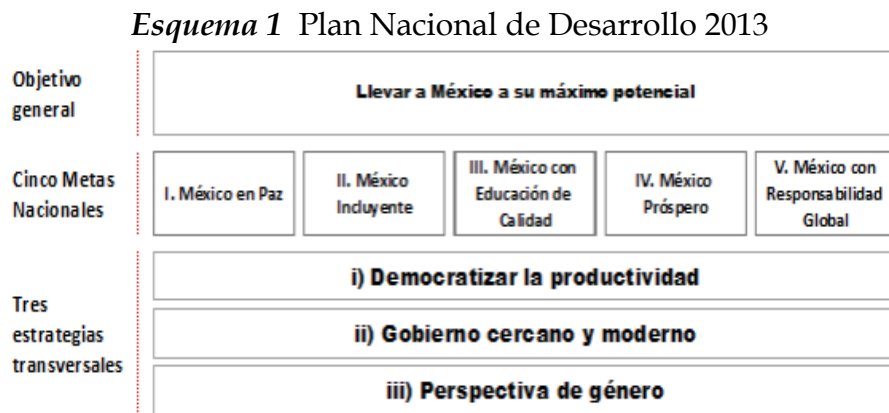 Esquema 1 Plan Nacional de Desarrollo 2013
Objetivo
general
Llevar a México a su máximo potencial
Cinco Metas
Nacionales
I. México en Paz
II. México
Incluyente
III. México con
Educación de
Calidad
IV. México
Próspero
V. México con
Responsabilidad
Global
Tres
estrategias
transversales
i) Democratizar la productividad
ii) Gobierno cercano y moderno
iii) Perspectiva de género